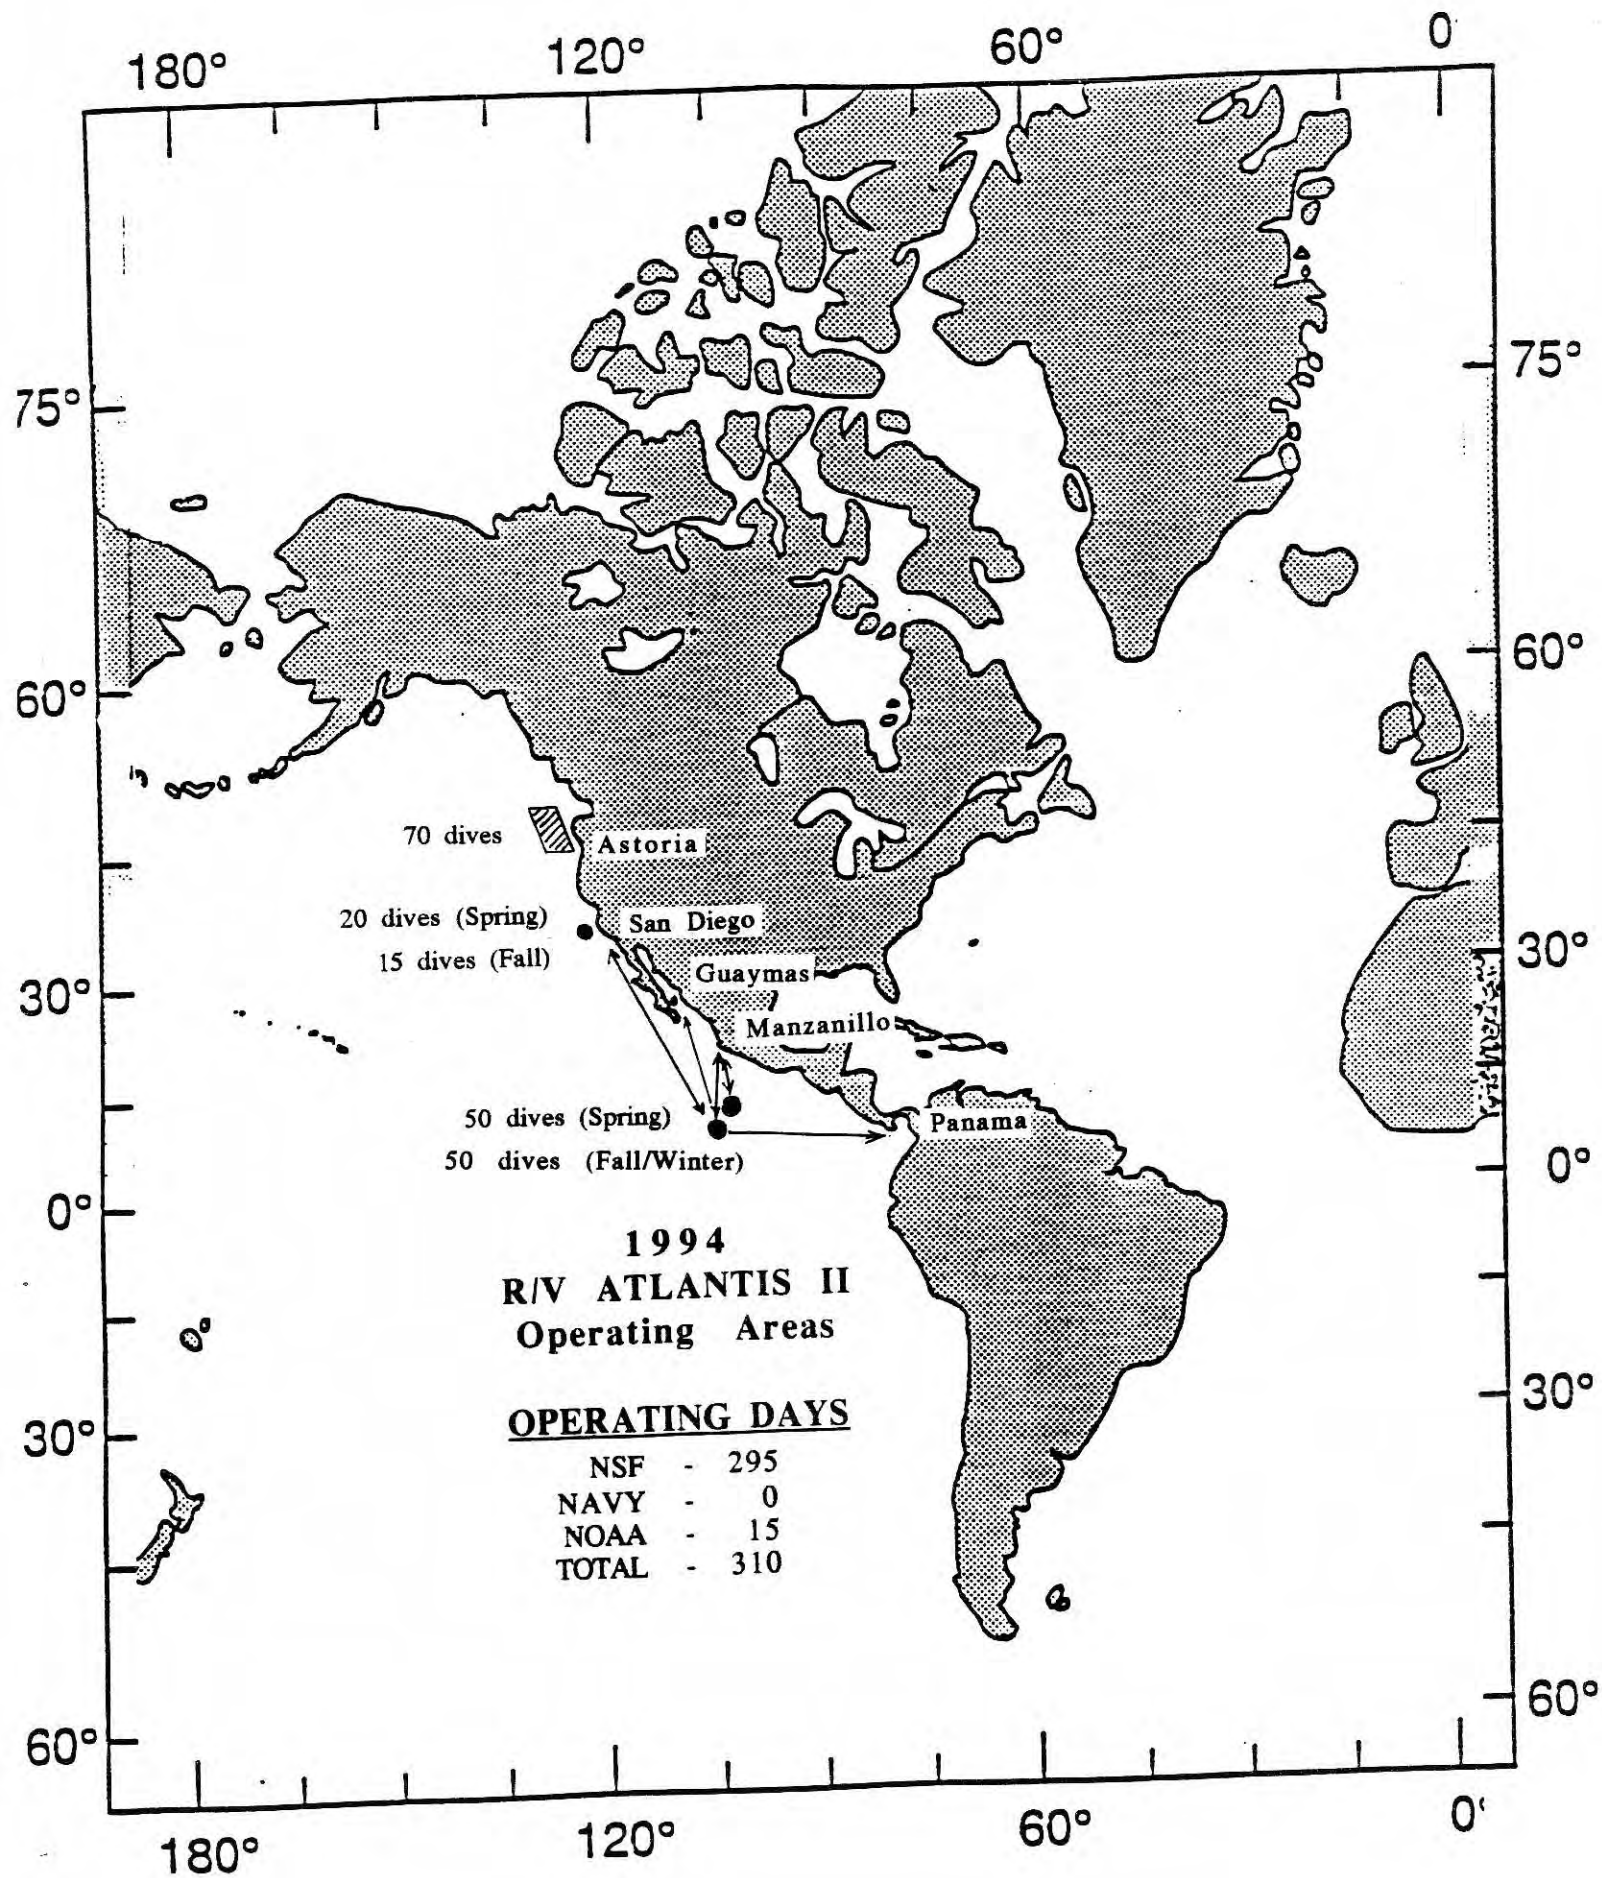 180° 120° 60° 0
75° 75°
60° 60°
70 dives Astoria
20 dives (Spring) San Diego
15 dives (Fall) 30°
Guaymas
30°
Manzanillo
50 dives (Spring) Panama
50 dives (Fall/Winter) 0°
0°
1994
R/V ATLANTIS II
Operating Areas
30°
OPERATING DAYS
30°
NSF - 295
NAVY - 0
NOAA - 15
TOTAL - 310
60°
60°
180° 120° 60° 0